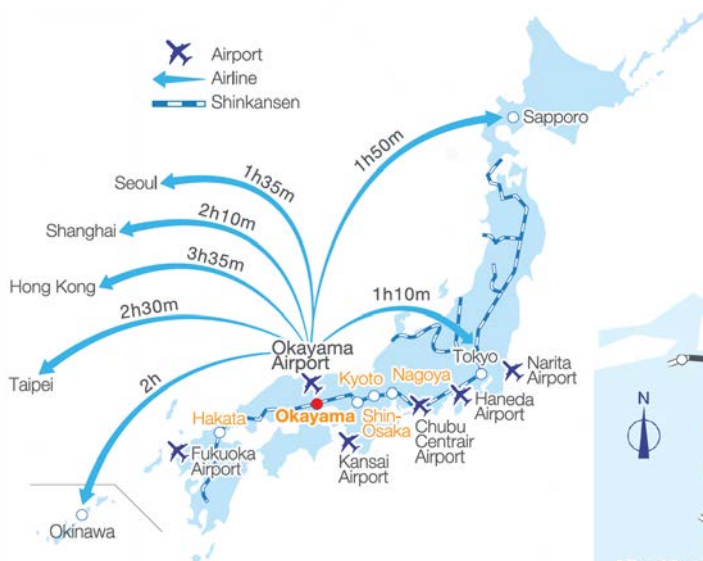 Airport
Airline
Shinkansen
Sapporo
1h50m
Seoul
1h35m
Shanghai
2h10m
Hong Kong
3h35m
Taipei
2h30m
2h
Okinawa
1h10m
Okayama
Airport
Tokyo
Narita
Airport
Haneda
Airport
Kyoto
Nagoya
Hakata
Okayama
Shin-
Osaka
Chubu
Centrair
Airport
Fukuoka
Airport
Kansai
Airport
N